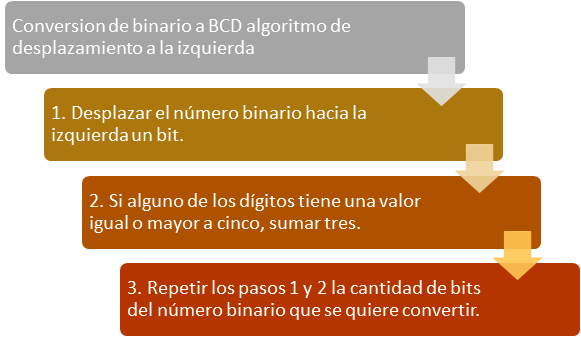 Conversion de binario a BCD algoritmo de
desplazamiento a la izquierda
1. Desplazar el número binario hacia la
izquierda un bit.
2. Si alguno de los dígitos tiene una valor
igual o mayor a cinco, sumar tres.
3. Repetir los pasos 1 y 2 la cantidad de bits
del número binario que se quiere convertir.